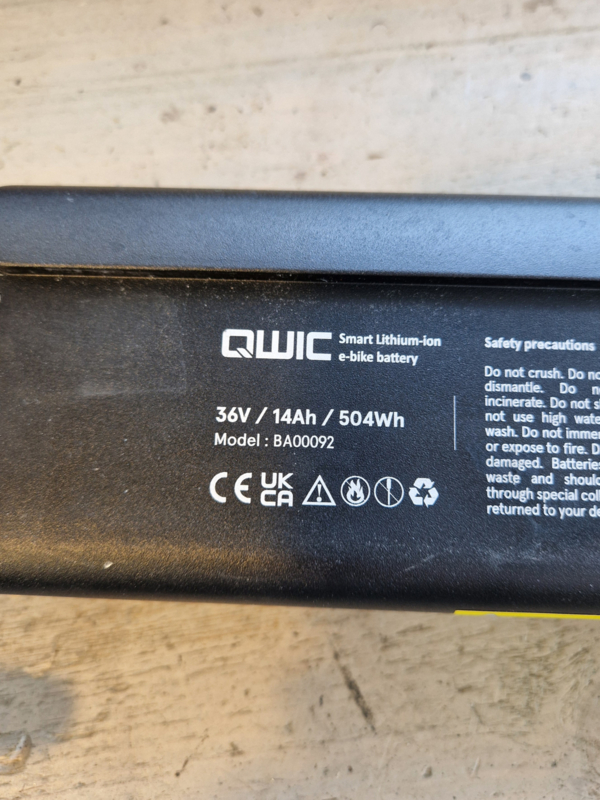 QWIC
Smart Lithium-ion
e-bike battery
36V / 14Ah / 504Wh
Model : BA00092
CE UK
CA
Safety precautions
Do not crush. Do
dismantle. Do
incinerate. Do not
not use high
wash. Do not
or expose to fire.
damaged.
waste and
through special
returned to your